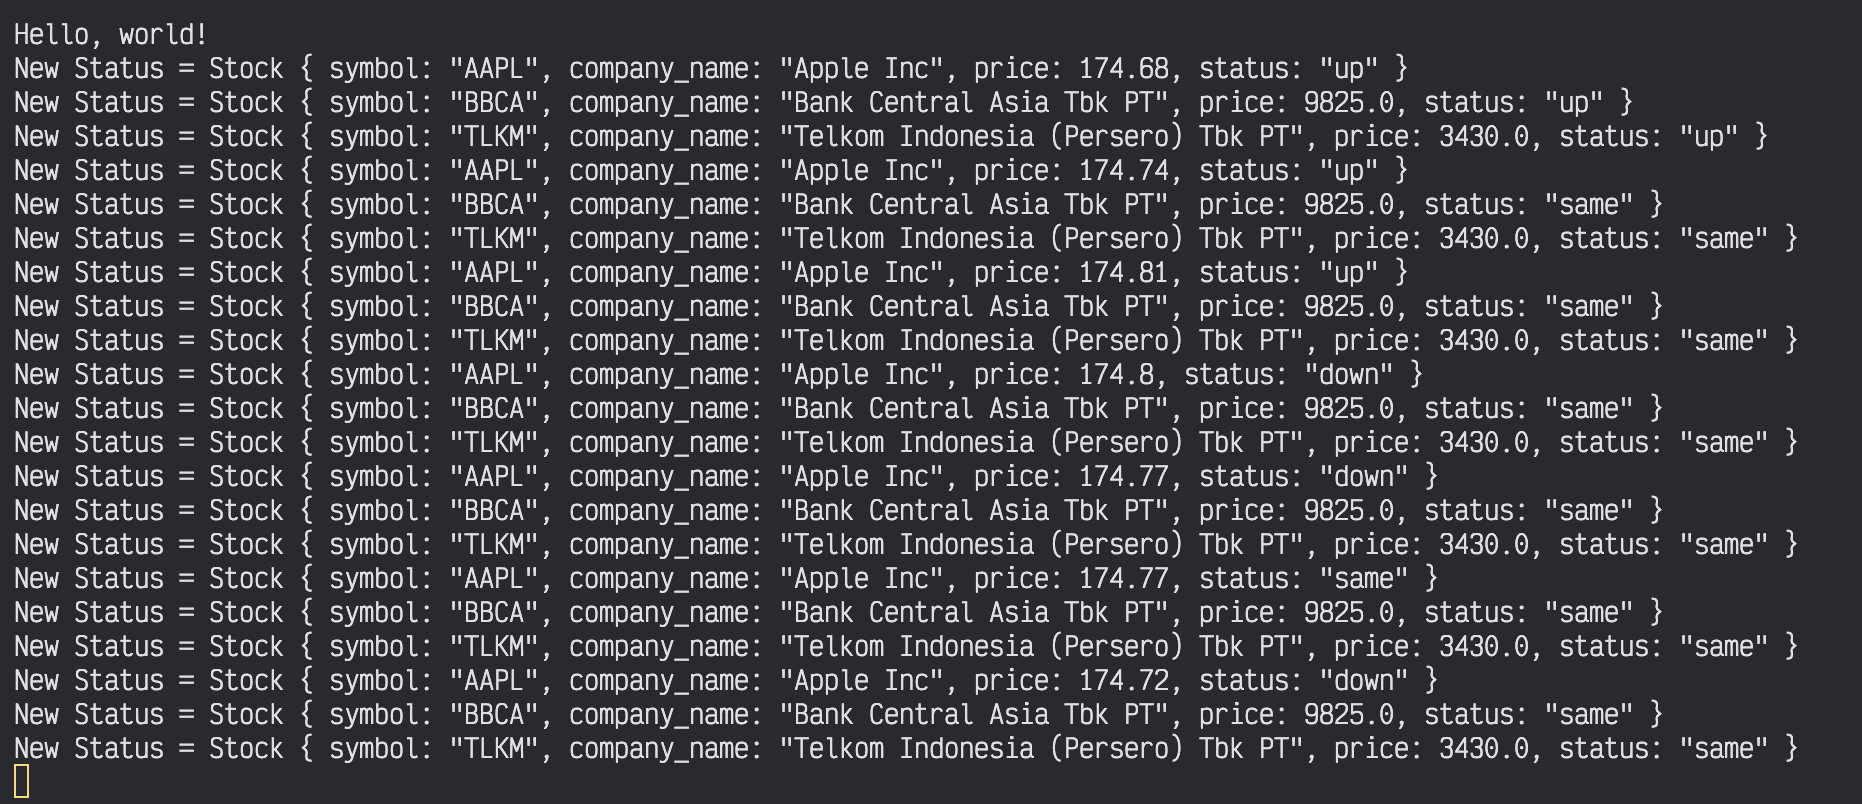 Hello, world!
New Status = Stock { symbol: "AAPL", company_name: "Apple Inc", price: 174.68, status: "up" }
New Status = Stock { symbol: "BBCA", company_name: "Bank Central Asia Tbk PT", price: 9825.0, status: "up" }
New Status = Stock { symbol: "TLKM", company_name: "Telkom Indonesia (Persero) Tbk PT", price: 3430.0, status: "up" }
New Status = Stock { symbol: "AAPL", company_name: "Apple Inc", price: 174.74, status: "up" }
New Status = Stock { symbol: "BBCA", company_name: "Bank Central Asia Tbk PT", price: 9825.0, status: "same" }
New Status = Stock { symbol: "TLKM", company_name: "Telkom Indonesia (Persero) Tbk PT", price: 3430.0, status: "same" }
New Status = Stock { symbol: "AAPL", company_name: "Apple Inc", price: 174.81, status: "up" }
New Status = Stock { symbol: "BBCA", company_name: "Bank Central Asia Tbk PT", price: 9825.0, status: "same" }
New Status = Stock { symbol: "TLKM", company_name: "Telkom Indonesia (Persero) Tbk PT", price: 3430.0, status: "same" }
New Status = Stock { symbol: "AAPL", company_name: "Apple Inc", price: 174.8, status: "down" }
New Status = Stock { symbol: "BBCA", company_name: "Bank Central Asia Tbk PT", price: 9825.0, status: "same" }
New Status = Stock { symbol: "TLKM", company_name: "Telkom Indonesia (Persero) Tbk PT", price: 3430.0, status: "same" }
New Status = Stock { symbol: "AAPL", company_name: "Apple Inc", price: 174.77, status: "down" }
New Status = Stock { symbol: "BBCA", company_name: "Bank Central Asia Tbk PT", price: 9825.0, status: "same" }
New Status = Stock { symbol: "TLKM", company_name: "Telkom Indonesia (Persero) Tbk PT", price: 3430.0, status: "same" }
New Status = Stock { symbol: "AAPL", company_name: "Apple Inc", price: 174.77, status: "same" }
New Status = Stock { symbol: "BBCA", company_name: "Bank Central Asia Tbk PT", price: 9825.0, status: "same" }
New Status = Stock { symbol: "TLKM", company_name: "Telkom Indonesia (Persero) Tbk PT", price: 3430.0, status: "same" }
New Status = Stock { symbol: "AAPL", company_name: "Apple Inc", price: 174.72, status: "down" }
New Status = Stock { symbol: "BBCA", company_name: "Bank Central Asia Tbk PT", price: 9825.0, status: "same" }
New Status = Stock { symbol: "TLKM", company_name: "Telkom Indonesia (Persero) Tbk PT", price: 3430.0, status: "same" }